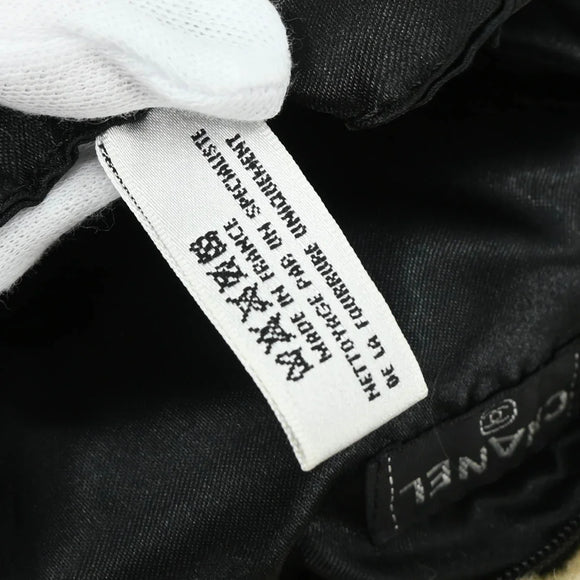 MADE IN FRANCE
NETTOYAGE PAR UN SPECIALISTE
DE LA FOURRURE UNIQUEMENT
CHANEL